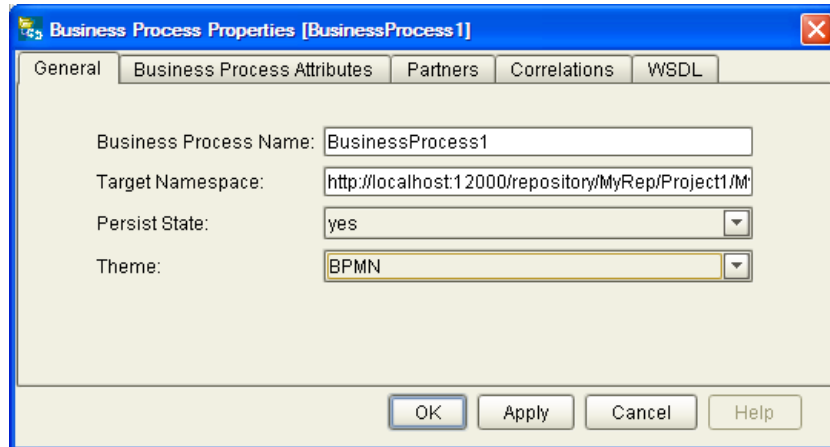 Business Process Properties [BusinessProcess1]
General Business Process Attributes Partners Correlations WSDL
Business Process Name: BusinessProcess1
Target Namespace: http://localhost:12000/repository/MyRep/Project1/M
Persist State: yes
Theme: BPMN
OK Apply Cancel Help